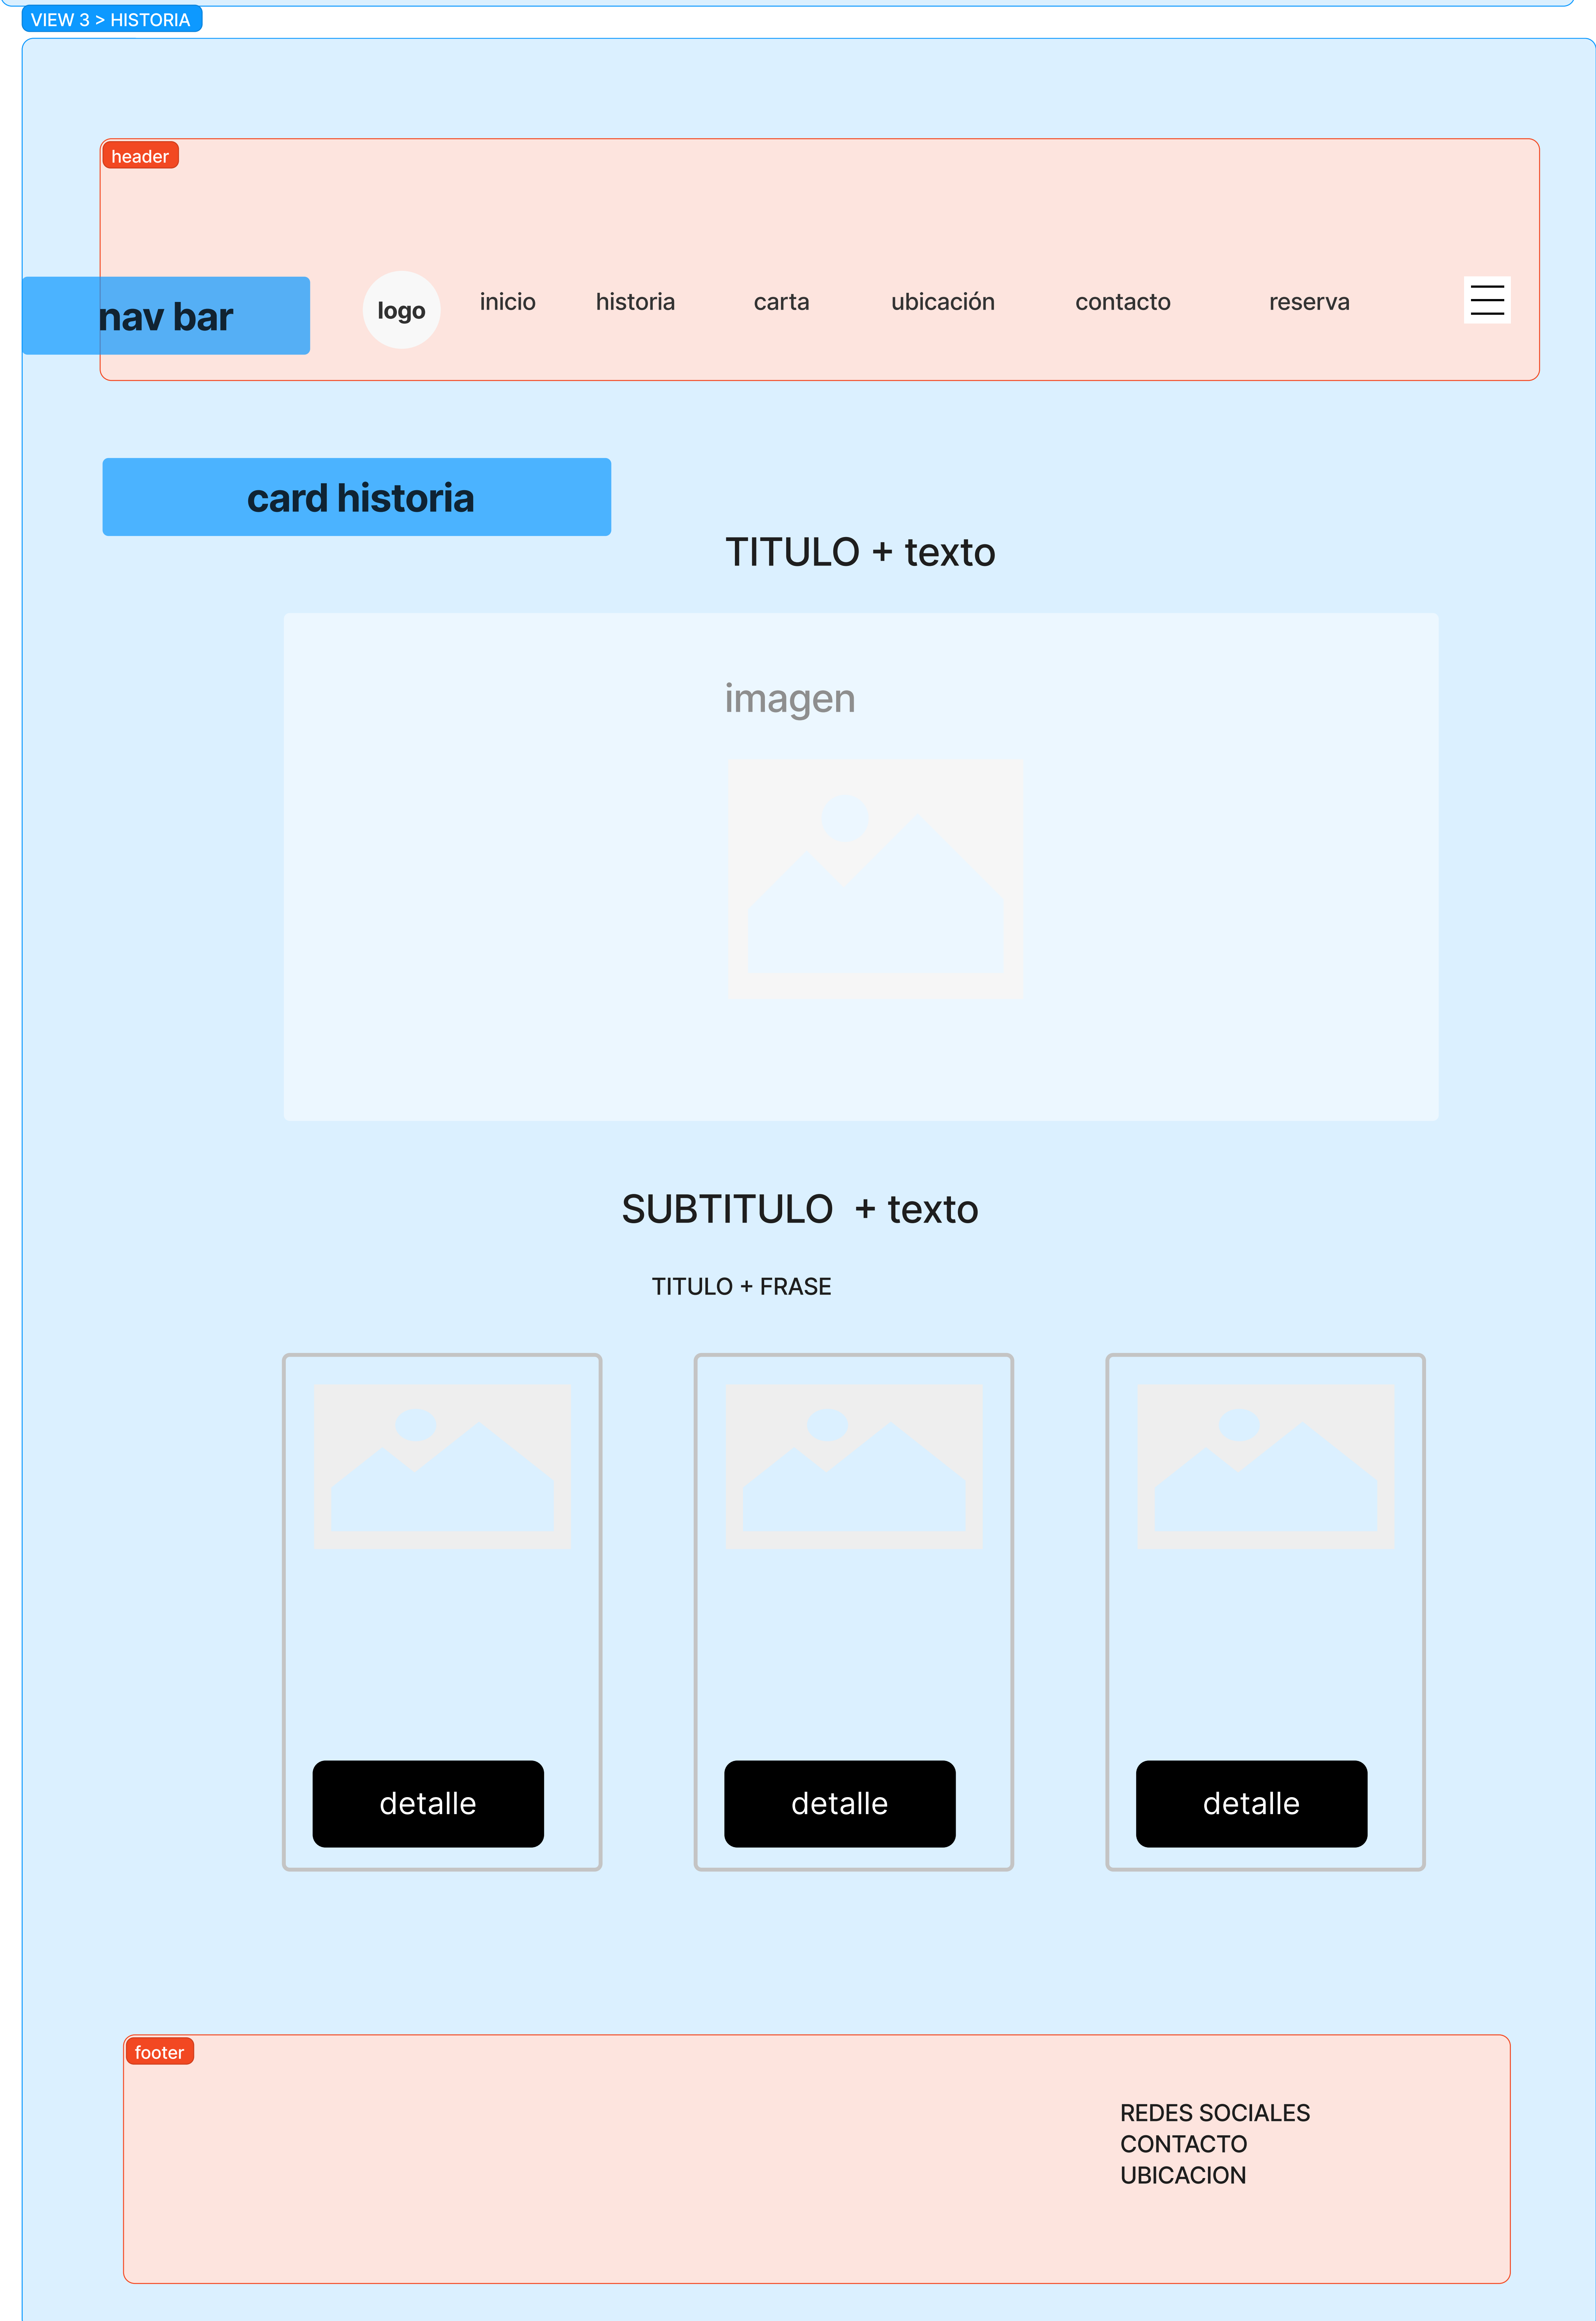 VIEW 3 > HISTORIA
header
nav bar
logo
inicio
historia
carta
ubicación
contacto
reserva
card historia
TITULO + texto
imagen
SUBTITULO + texto
TITULO + FRASE
detalle
detalle
detalle
footer
REDES SOCIALES
CONTACTO
UBICACION